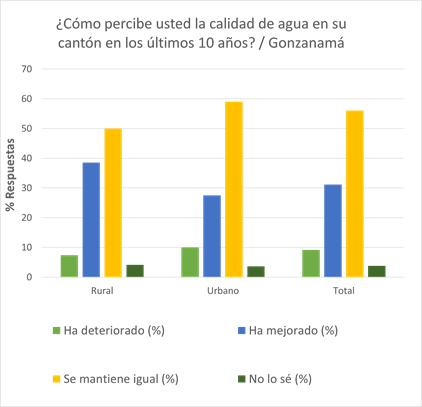 ¿Cómo percibe usted la calidad de agua en su
cantón en los últimos 10 años? / Gonzanamá
70
60
50
40
30
20
10
0
% Respuestas
Rural Urbano Total
Ha deteriorado (%) Ha mejorado (%)
Se mantiene igual (%) No lo sé (%)